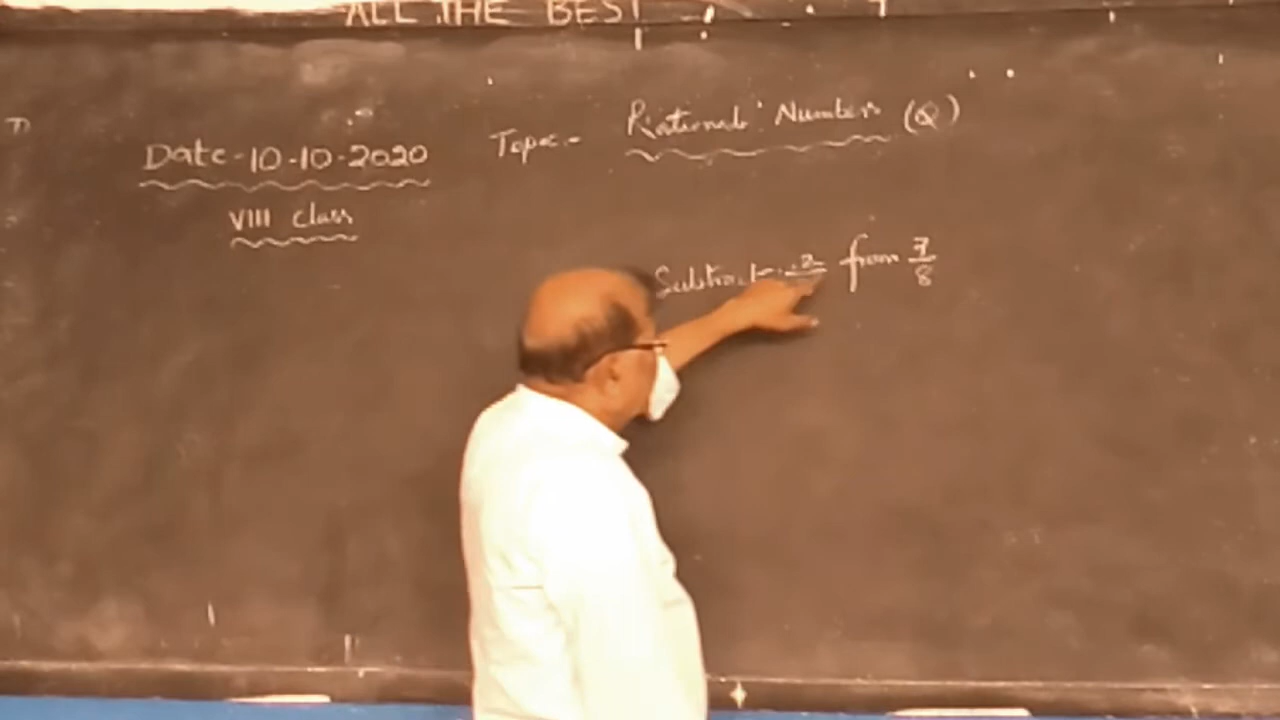 ALL THE BEST
Date-10-10-2020
Topic:- Rational Numbers (Q)
VIII class
Subtract from 7/8